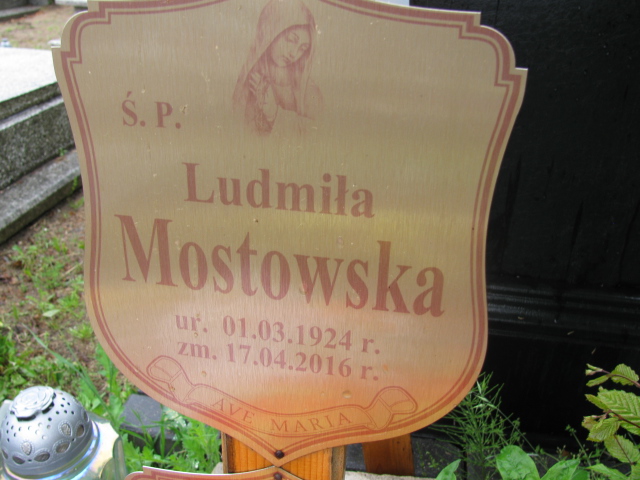 Ś. P.
Ludmiła
Mostowska
ur. 01.03.1924 r.
zm. 17.04.2016 r.
AVE MARIA